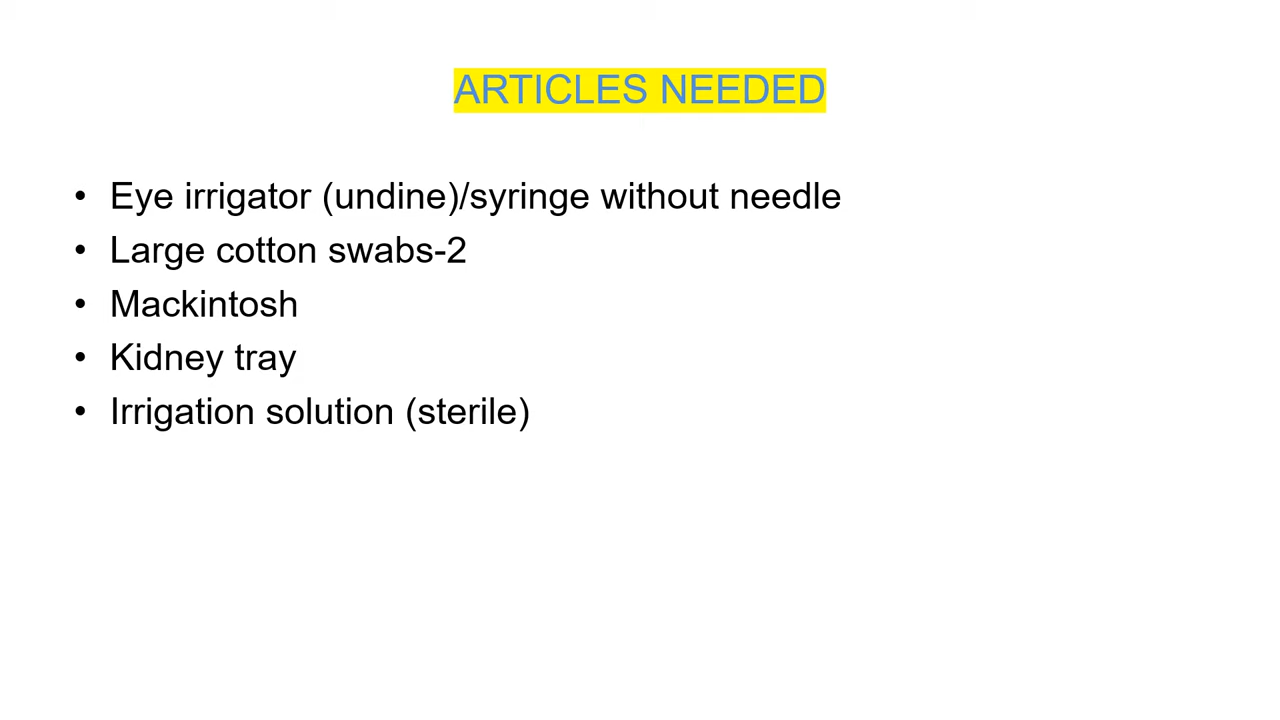 ARTICLES NEEDED
• Eye irrigator (undine)/syringe without needle
• Large cotton swabs-2
• Mackintosh
• Kidney tray
• Irrigation solution (sterile)